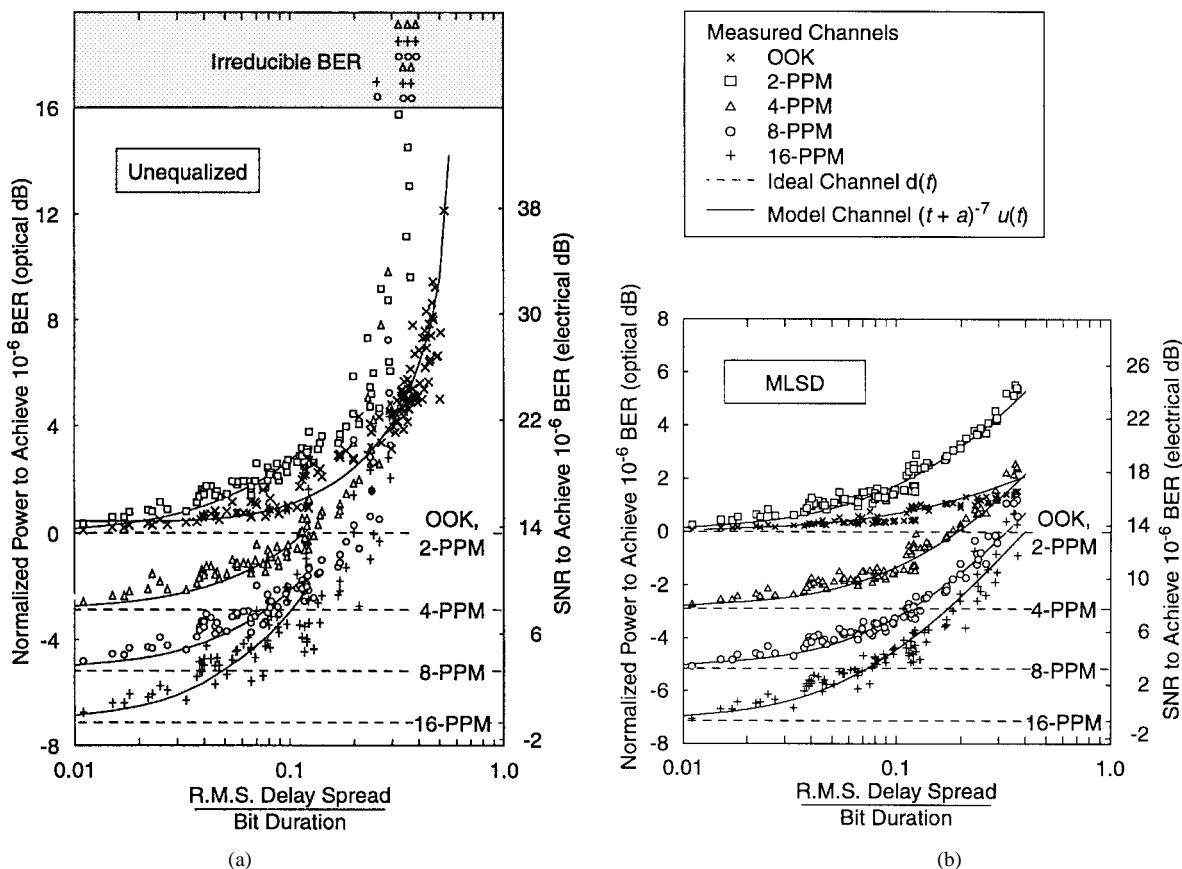 Irreducible BER
Unequalized
Normalized Power to Achieve 10⁻⁶ BER (optical dB)
16
12
8
4
0
-4
-8
SNR to Achieve 10⁻⁶ BER (electrical dB)
38
30
22
14
6
-2
OOK,
2-PPM
4-PPM
8-PPM
16-PPM
0.01
0.1
1.0
R.M.S. Delay Spread
Bit Duration
(a)
Measured Channels
× OOK
□ 2-PPM
△ 4-PPM
○ 8-PPM
+ 16-PPM
Ideal Channel d(t)
Model Channel (t + a)⁻⁷ u(t)
MLSD
Normalized Power to Achieve 10⁻⁶ BER (optical dB)
8
6
4
2
0
-2
-4
-6
-8
SNR to Achieve 10⁻⁶ BER (electrical dB)
26
22
18
14
10
6
2
-2
OOK,
2-PPM
4-PPM
8-PPM
16-PPM
0.01
0.1
1.0
R.M.S. Delay Spread
Bit Duration
(b)